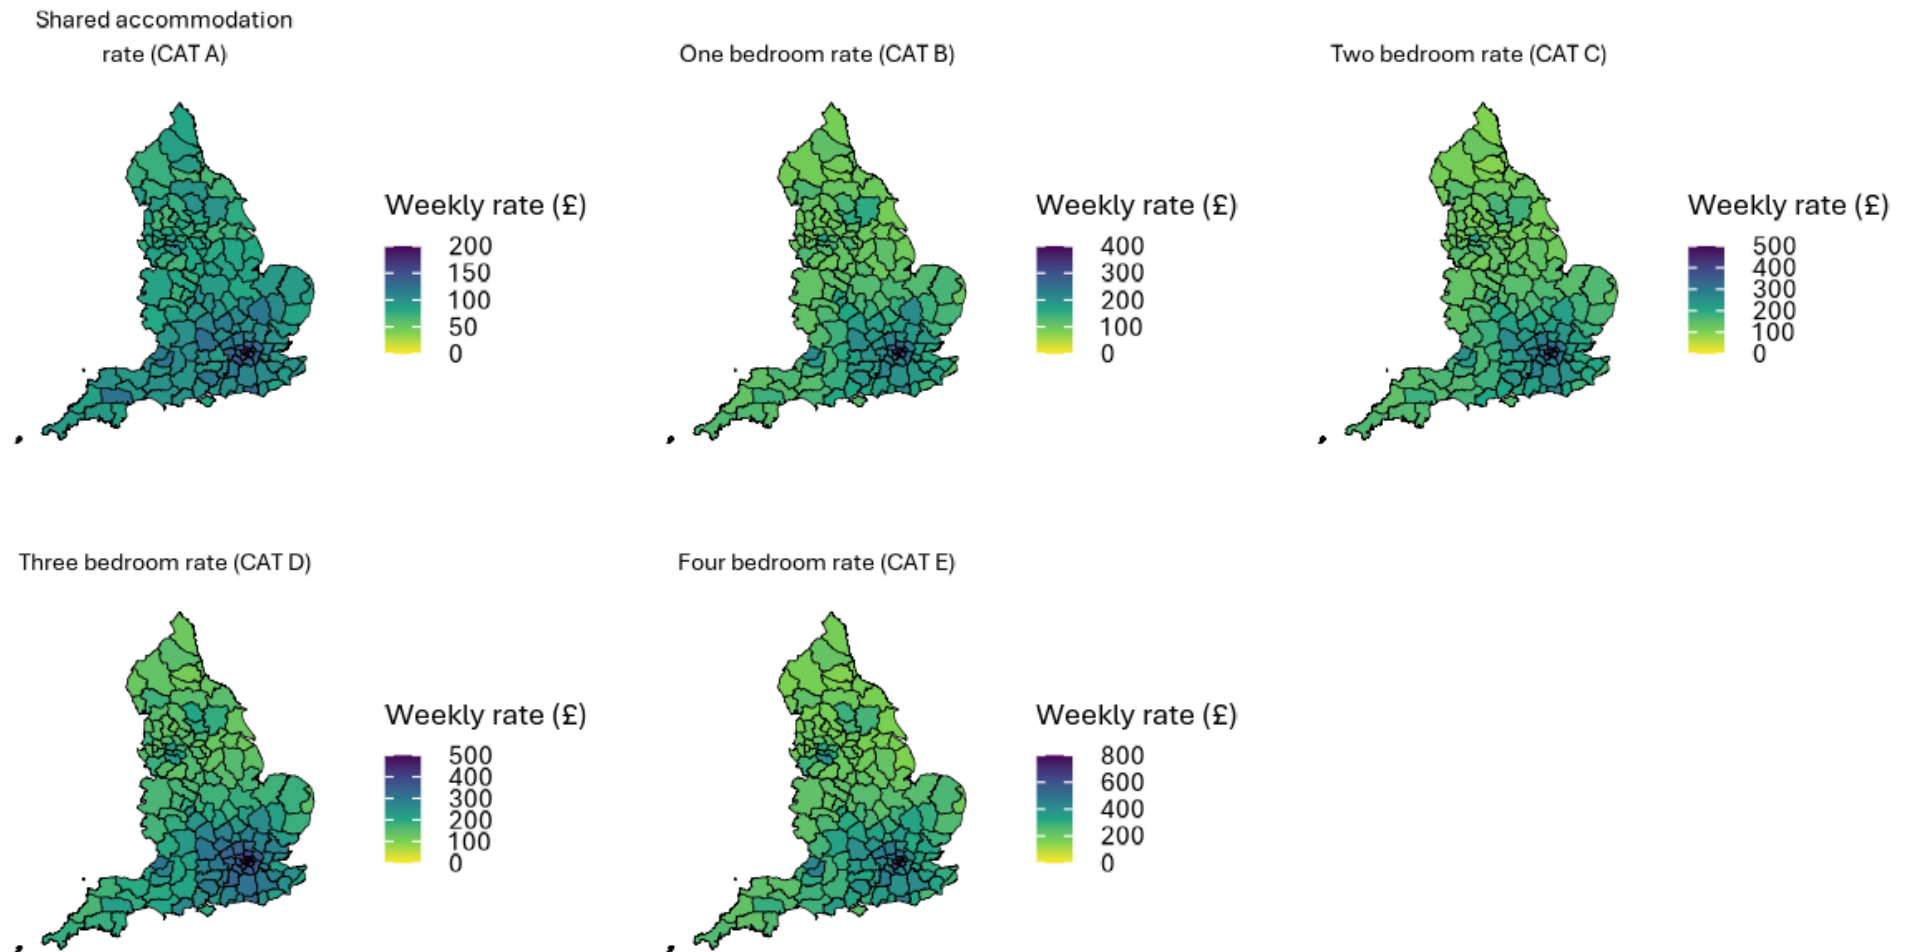 Shared accommodation
rate (CAT A)
Weekly rate (£)
200
150
100
50
0
One bedroom rate (CAT B)
Weekly rate (£)
400
300
200
100
0
Two bedroom rate (CAT C)
Weekly rate (£)
500
400
300
200
100
0
Three bedroom rate (CAT D)
Weekly rate (£)
500
400
300
200
100
0
Four bedroom rate (CAT E)
Weekly rate (£)
800
600
400
200
0